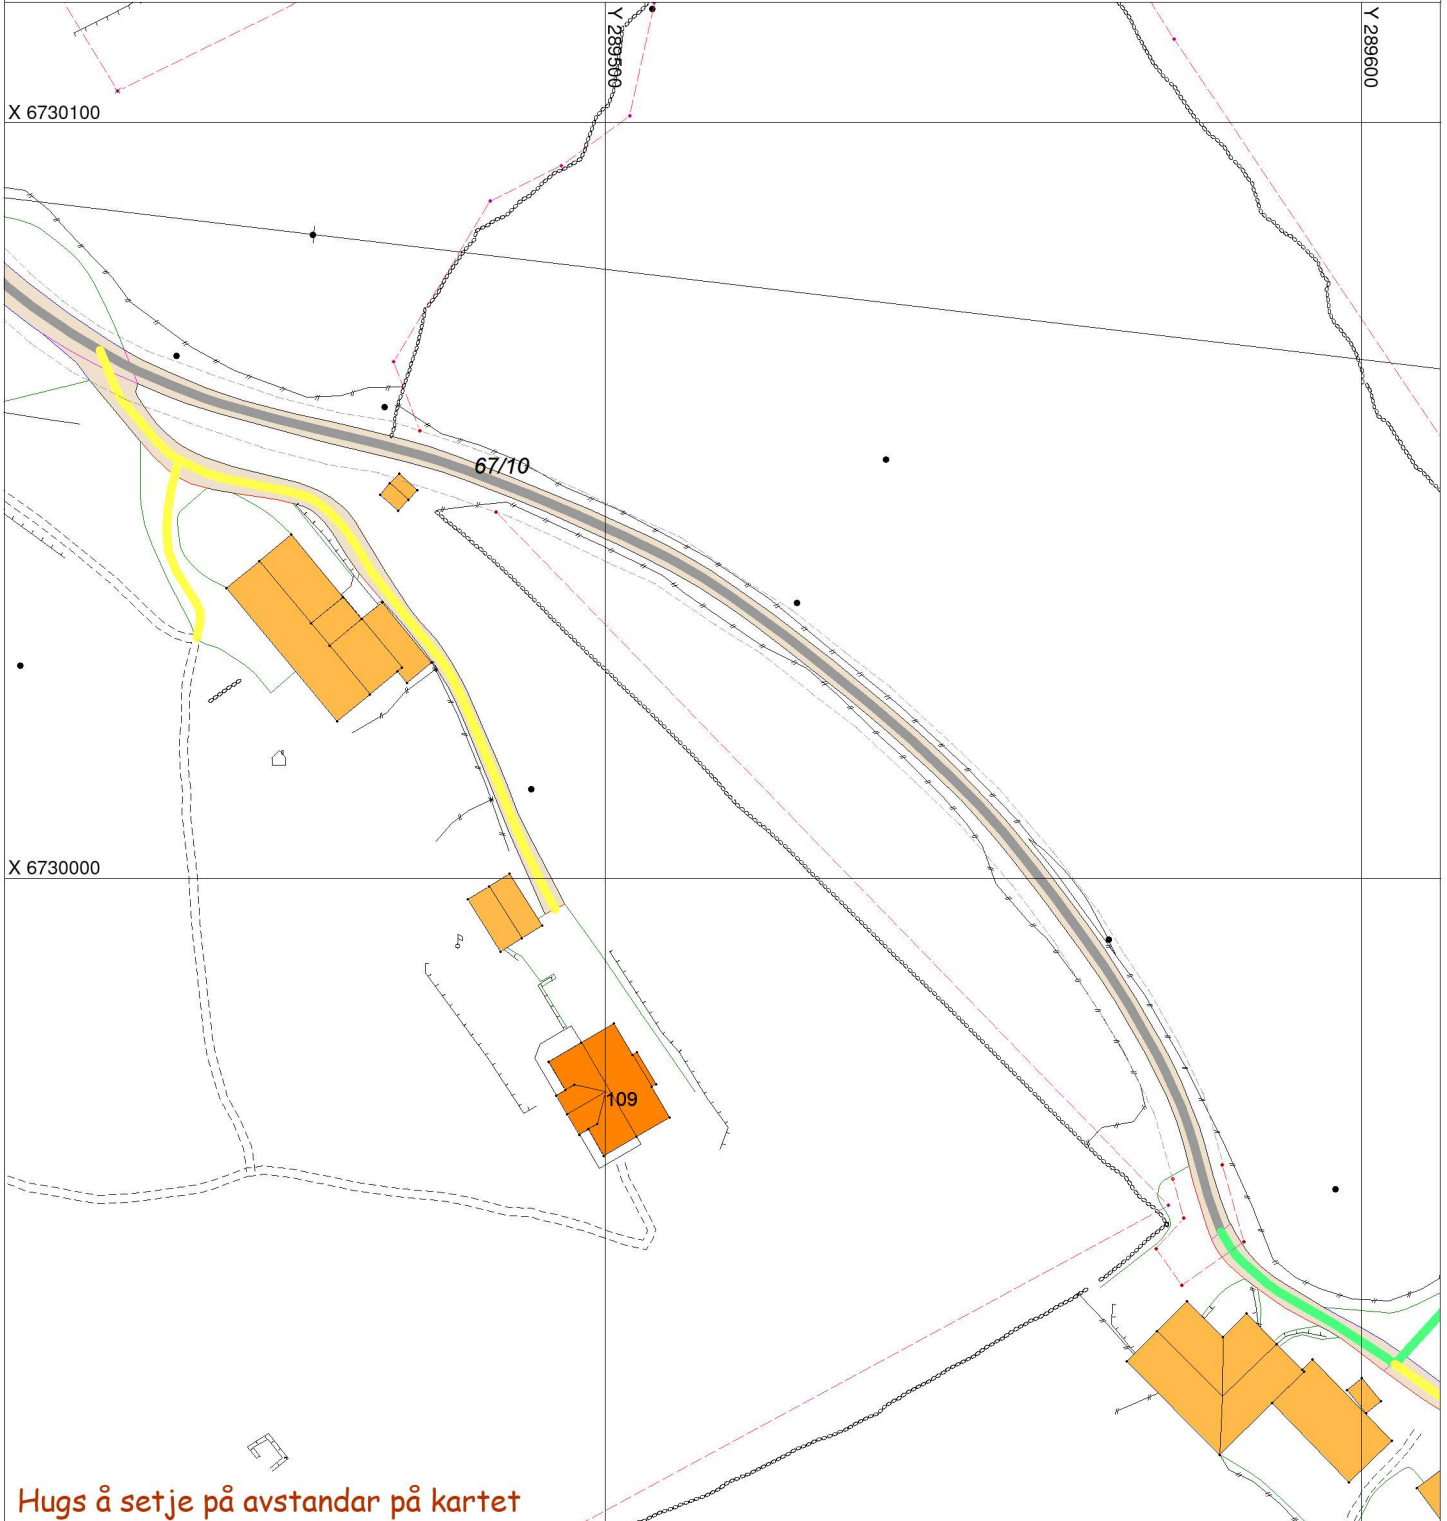 Y 289500
Y 289600
X 6730100
67/10
X 6730000
109
Hugs å setje på avstandar på kartet